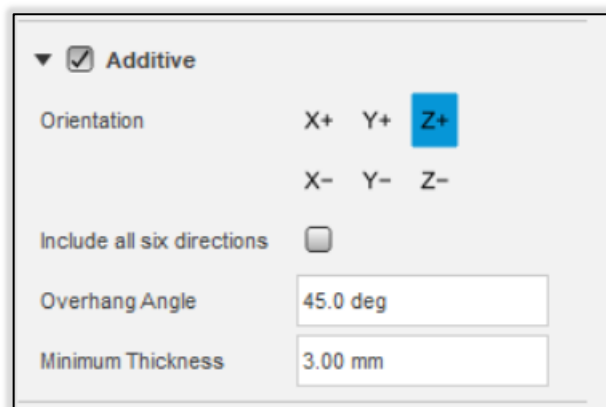 Additive
Orientation X+ Y+ Z+
X− Y− Z−
Include all six directions
Overhang Angle 45.0 deg
Minimum Thickness 3.00 mm